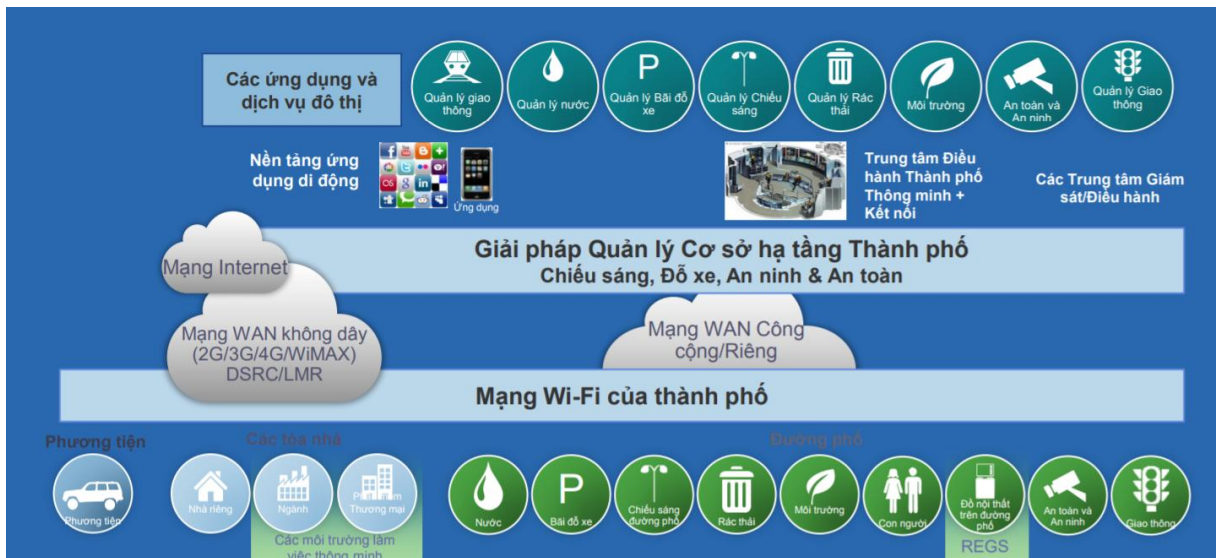 Các ứng dụng và
dịch vụ đô thị
Quản lý giao
thông
Quản lý nước
P
Quản lý Bãi đỗ
xe
Quản lý Chiếu
sáng
Quản lý Rác
thải
Môi trường
An toàn và
An ninh
Quản lý Giao
thông
Nền tảng ứng
dụng di động
Ứng dụng
Trung tâm Điều
hành Thành phố
Thông minh +
Kết nối
Các Trung tâm Giám
sát/Điều hành
Giải pháp Quản lý Cơ sở hạ tầng Thành phố
Chiếu sáng, Đỗ xe, An ninh & An toàn
Mạng Internet
Mạng WAN không dây
(2G/3G/4G/WiMAX)
DSRC/LMR
Mạng WAN Công
cộng/Riêng
Mạng Wi-Fi của thành phố
Phương tiện
Các tòa nhà
Đường phố
Phương tiện
Nhà riêng
Ngành
Thương mại
Các môi trường làm
việc thông minh
Nước
P
Bãi đỗ xe
Chiếu sáng
đường phố
Rác thải
Môi trường
Con người
Đồ nội thất
trên đường
phố
REGS
An toàn và
An ninh
Giao thông